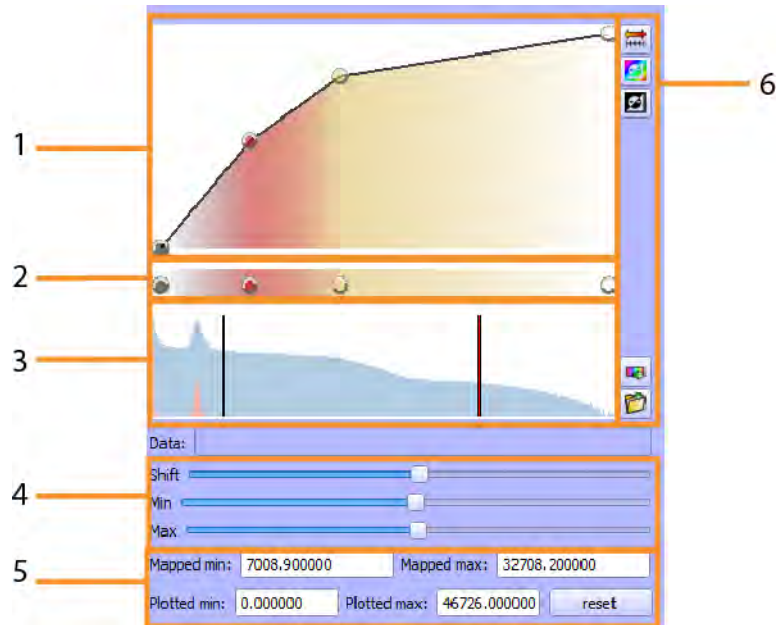 1
6
2
3
Data:
4
Shift
Min
Max
5
Mapped min: 7008.900000 Mapped max: 32708.200000
Plotted min: 0.000000 Plotted max: 46726.000000 reset